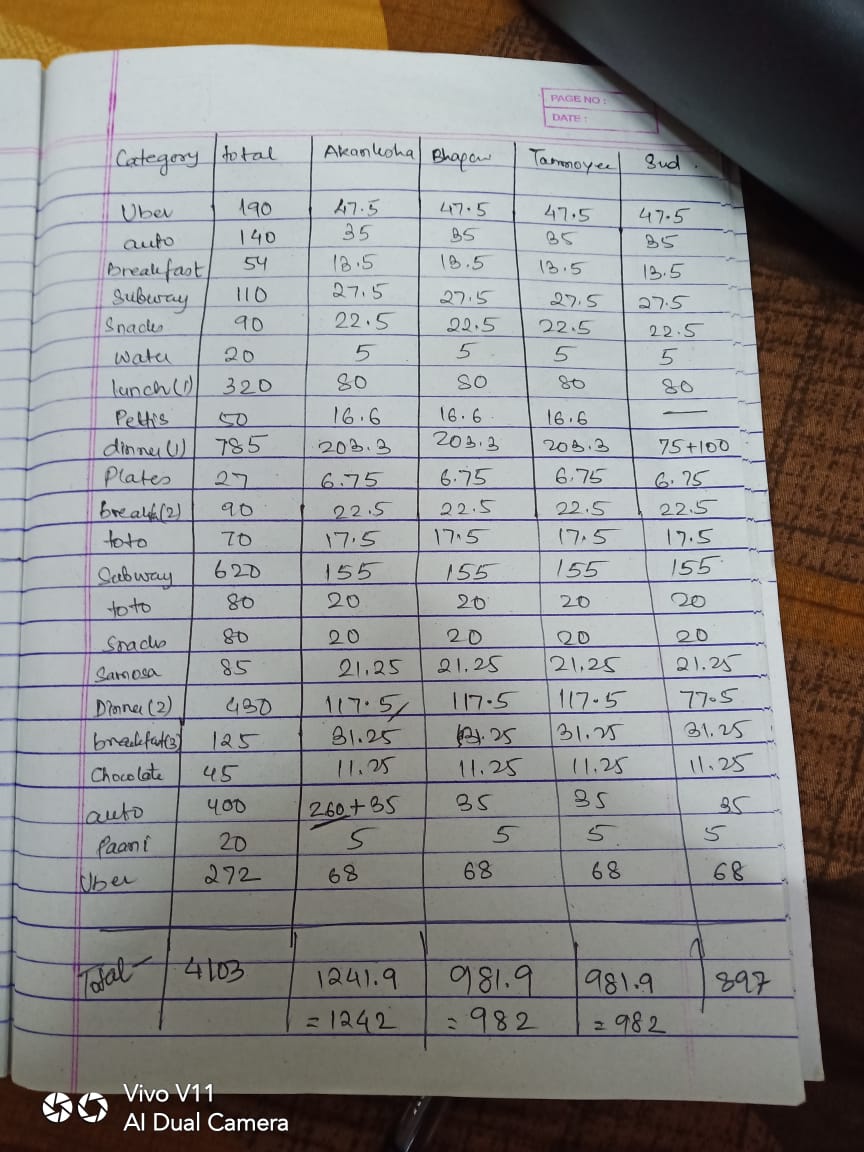 PAGE NO :
DATE :
Category total Akanksha Bhapan Tanmoyee Sud.
Uber 190 47.5 47.5 47.5 47.5
auto 140 35 35 35 35
Breakfast 54 13.5 13.5 13.5 13.5
Subway 110 27.5 27.5 27.5 27.5
Snacks 90 22.5 22.5 22.5 22.5
Water 20 5 5 5 5
lunch(1) 320 80 80 80 80
Pettis 50 16.6 16.6 16.6 —
dinner(1) 785 203.3 203.3 203.3 75+100
Plates 27 6.75 6.75 6.75 6.75
breakf(2) 90 22.5 22.5 22.5 22.5
toto 70 17.5 17.5 17.5 17.5
Subway 620 155 155 155 155
toto 80 20 20 20 20
Snacks 80 20 20 20 20
Samosa 85 21.25 21.25 21.25 21.25
Dinner(2) 430 117.5 117.5 117.5 77.5
breakfast(3) 125 31.25 31.25 31.25 31.25
Chocolate 45 11.25 11.25 11.25 11.25
auto 400 260+35 35 35 35
Paani 20 5 5 5 5
Uber 272 68 68 68 68
Total- 4103 1241.9 981.9 981.9 897
=1242 =982 =982
Vivo V11
AI Dual Camera